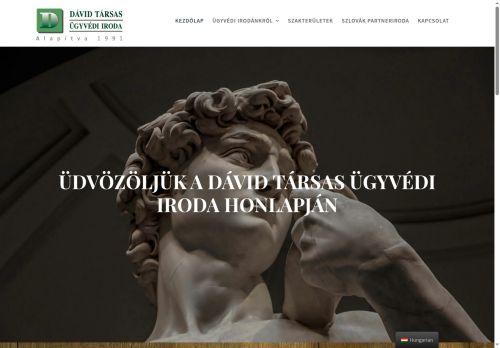 D
DÁVID TÁRSAS
ÜGYVÉDI IRODA
Alapítva 1991
KEZDŐLAP ÜGYVÉDI IRODÁNKRÓL SZAKTERÜLETEK SZLOVÁK PARTNERIRODA KAPCSOLAT
ÜDVÖZÖLJÜK A DÁVID TÁRSAS ÜGYVÉDI
IRODA HONLAPJÁN
Hungarian